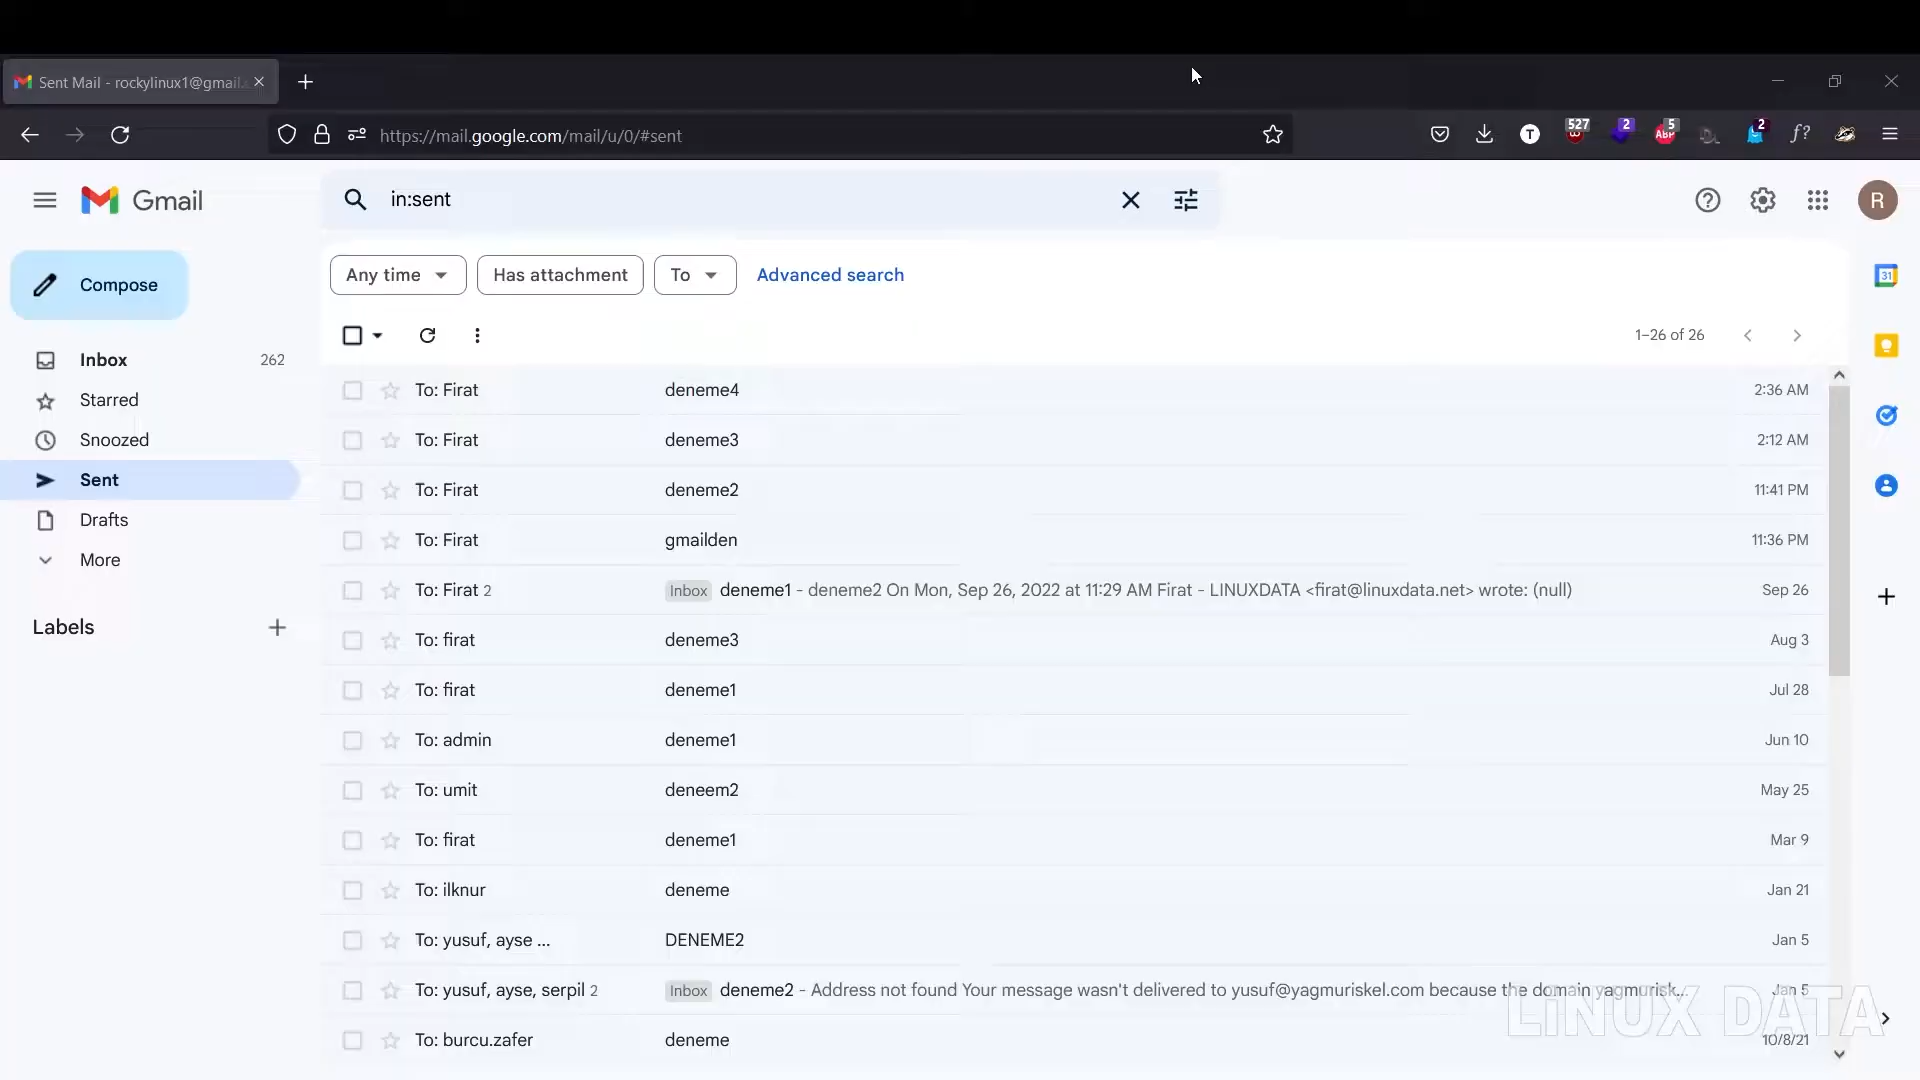 Sent Mail - rockylinux1@gmail.
https://mail.google.com/mail/u/0/#sent
T
527
2
ABP
5
2
f?
Gmail
in:sent
R
Compose
Any time
Has attachment
To
Advanced search
31
1–26 of 26
Inbox 262
Starred
Snoozed
Sent
Drafts
More
Labels
To: Firat deneme4 2:36 AM
To: Firat deneme3 2:12 AM
To: Firat deneme2 11:41 PM
To: Firat gmailden 11:36 PM
To: Firat 2 Inbox deneme1 - deneme2 On Mon, Sep 26, 2022 at 11:29 AM Firat - LINUXDATA <firat@linuxdata.net> wrote: (null) Sep 26
To: firat deneme3 Aug 3
To: firat deneme1 Jul 28
To: admin deneme1 Jun 10
To: umit deneem2 May 25
To: firat deneme1 Mar 9
To: ilknur deneme Jan 21
To: yusuf, ayse ... DENEME2 Jan 5
To: yusuf, ayse, serpil 2 Inbox deneme2 - Address not found Your message wasn't delivered to yusuf@yagmuriskel.com because the domain yagmurisk... Jan 5
To: burcu.zafer deneme 10/8/21
LiNUX DATA